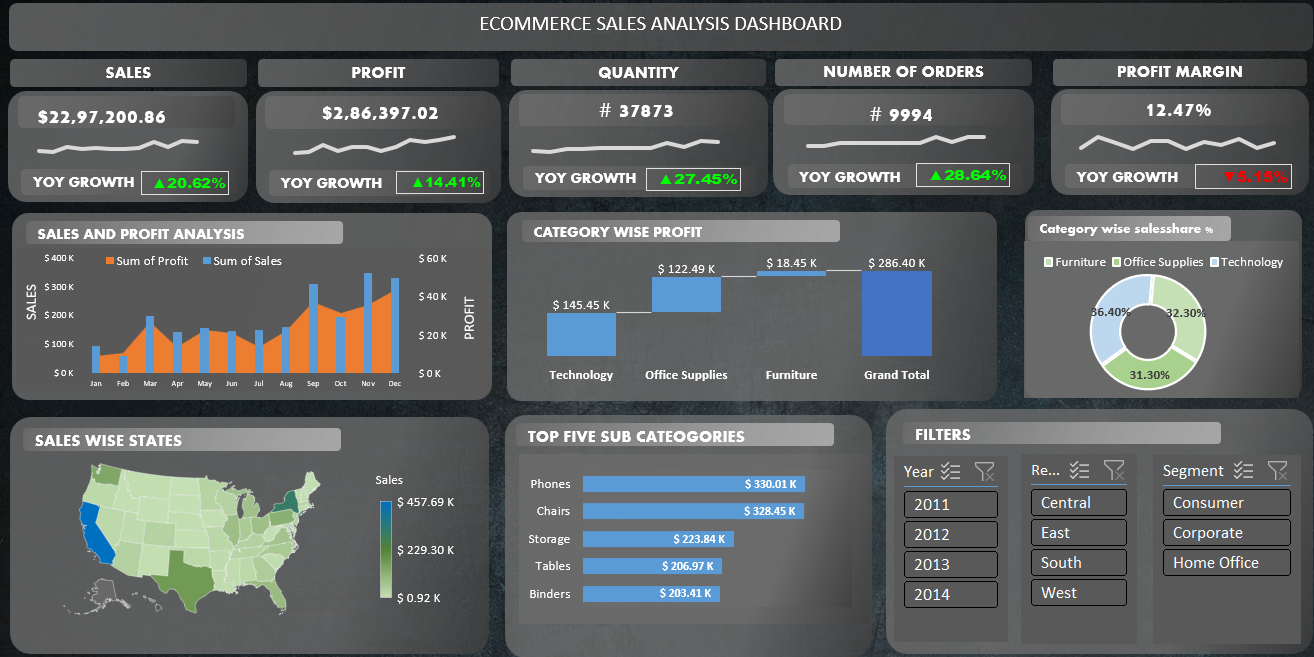 ECOMMERCE SALES ANALYSIS DASHBOARD
SALES
PROFIT
QUANTITY
NUMBER OF ORDERS
PROFIT MARGIN
$22,97,200.86
$2,86,397.02
# 37873
# 9994
12.47%
YOY GROWTH ▲20.62%
YOY GROWTH ▲14.41%
YOY GROWTH ▲27.45%
YOY GROWTH ▲28.64%
YOY GROWTH ▼5.15%
SALES AND PROFIT ANALYSIS
Sum of Profit Sum of Sales
SALES
$ 400 K
$ 300 K
$ 200 K
$ 100 K
$ 0 K
$ 60 K
$ 40 K
$ 20 K
$ 0 K
PROFIT
Jan Feb Mar Apr May Jun Jul Aug Sep Oct Nov Dec
CATEGORY WISE PROFIT
$ 145.45 K
$ 122.49 K
$ 18.45 K
$ 286.40 K
Technology Office Supplies Furniture Grand Total
Category wise salesshare %
Furniture Office Supplies Technology
36.40%
32.30%
31.30%
SALES WISE STATES
Sales
$ 457.69 K
$ 229.30 K
$ 0.92 K
TOP FIVE SUB CATEOGORIES
Phones $ 330.01 K
Chairs $ 328.45 K
Storage $ 223.84 K
Tables $ 206.97 K
Binders $ 203.41 K
FILTERS
Year
2011
2012
2013
2014
Re...
Central
East
South
West
Segment
Consumer
Corporate
Home Office